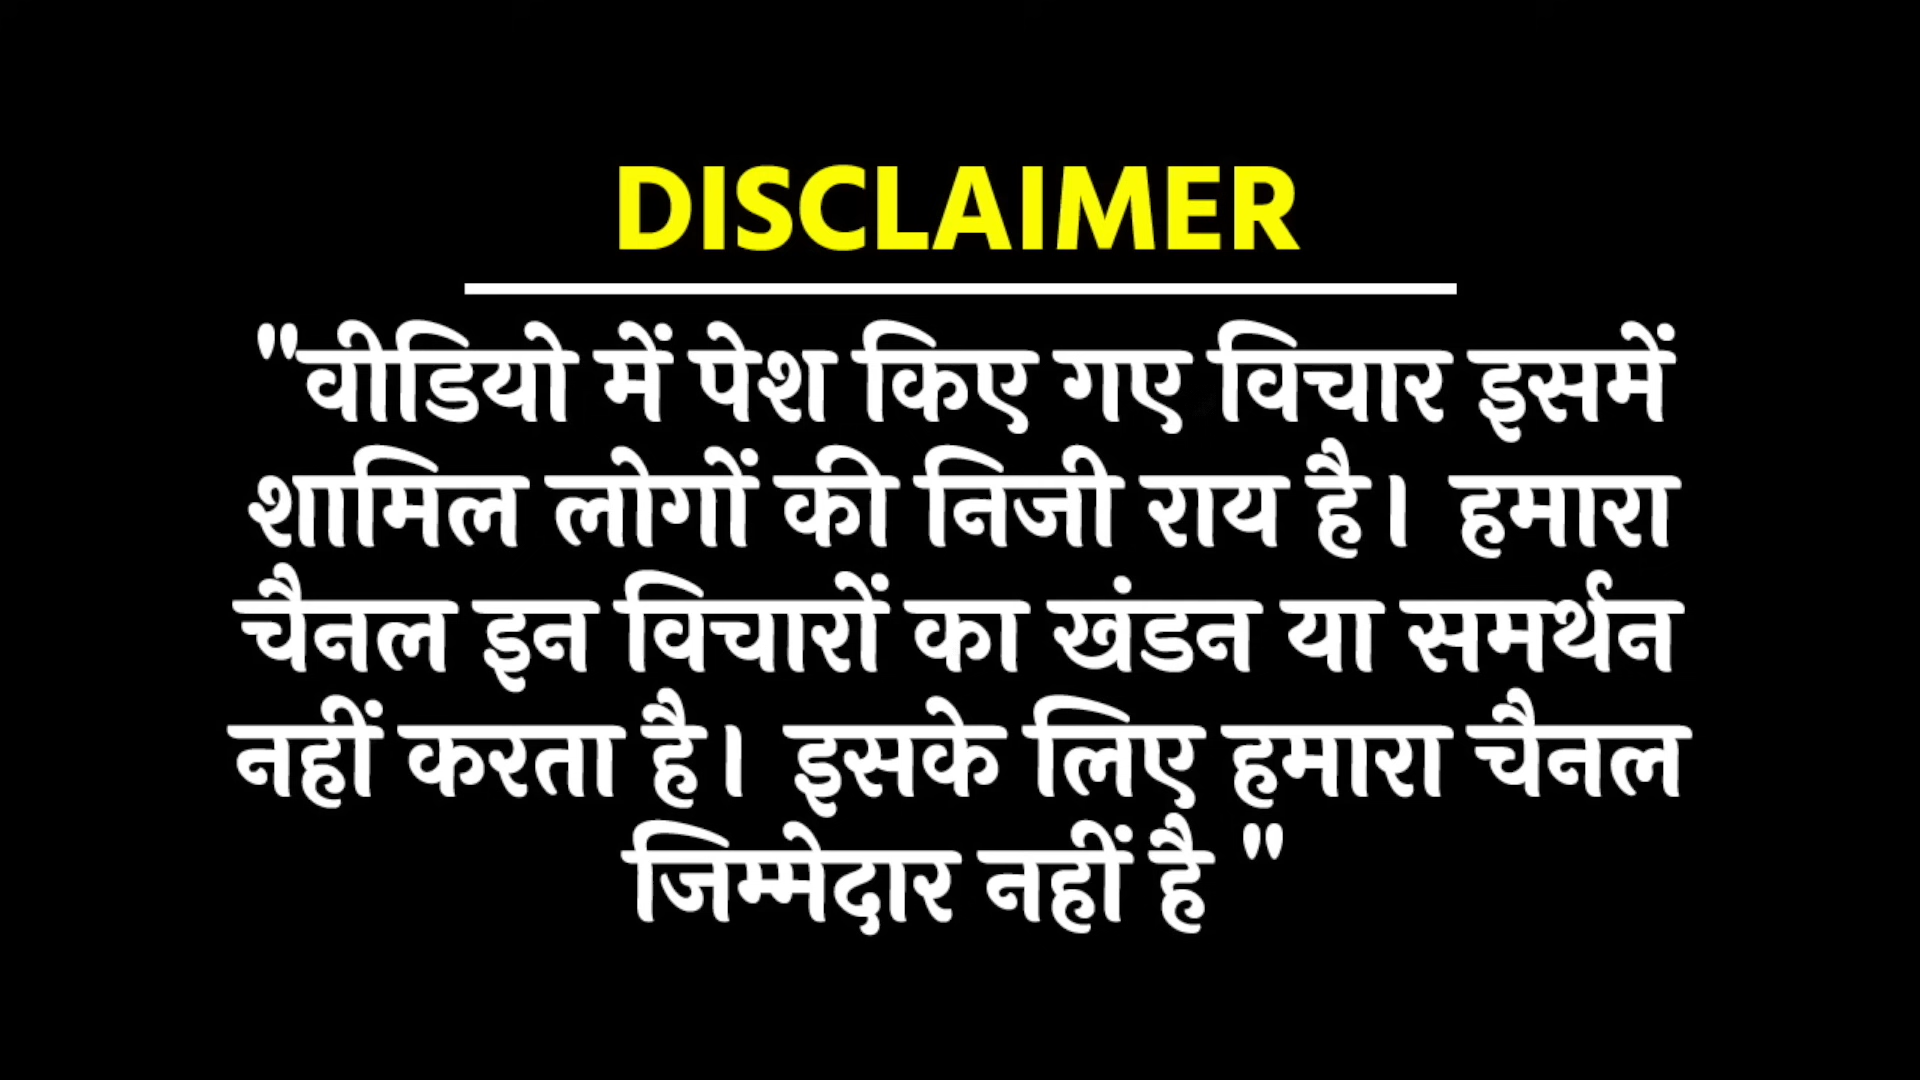 DISCLAIMER
"वीडियो में पेश किए गए विचार इसमें
शामिल लोगों की निजी राय है। हमारा
चैनल इन विचारों का खंडन या समर्थन
नहीं करता है। इसके लिए हमारा चैनल
जिम्मेदार नहीं है "